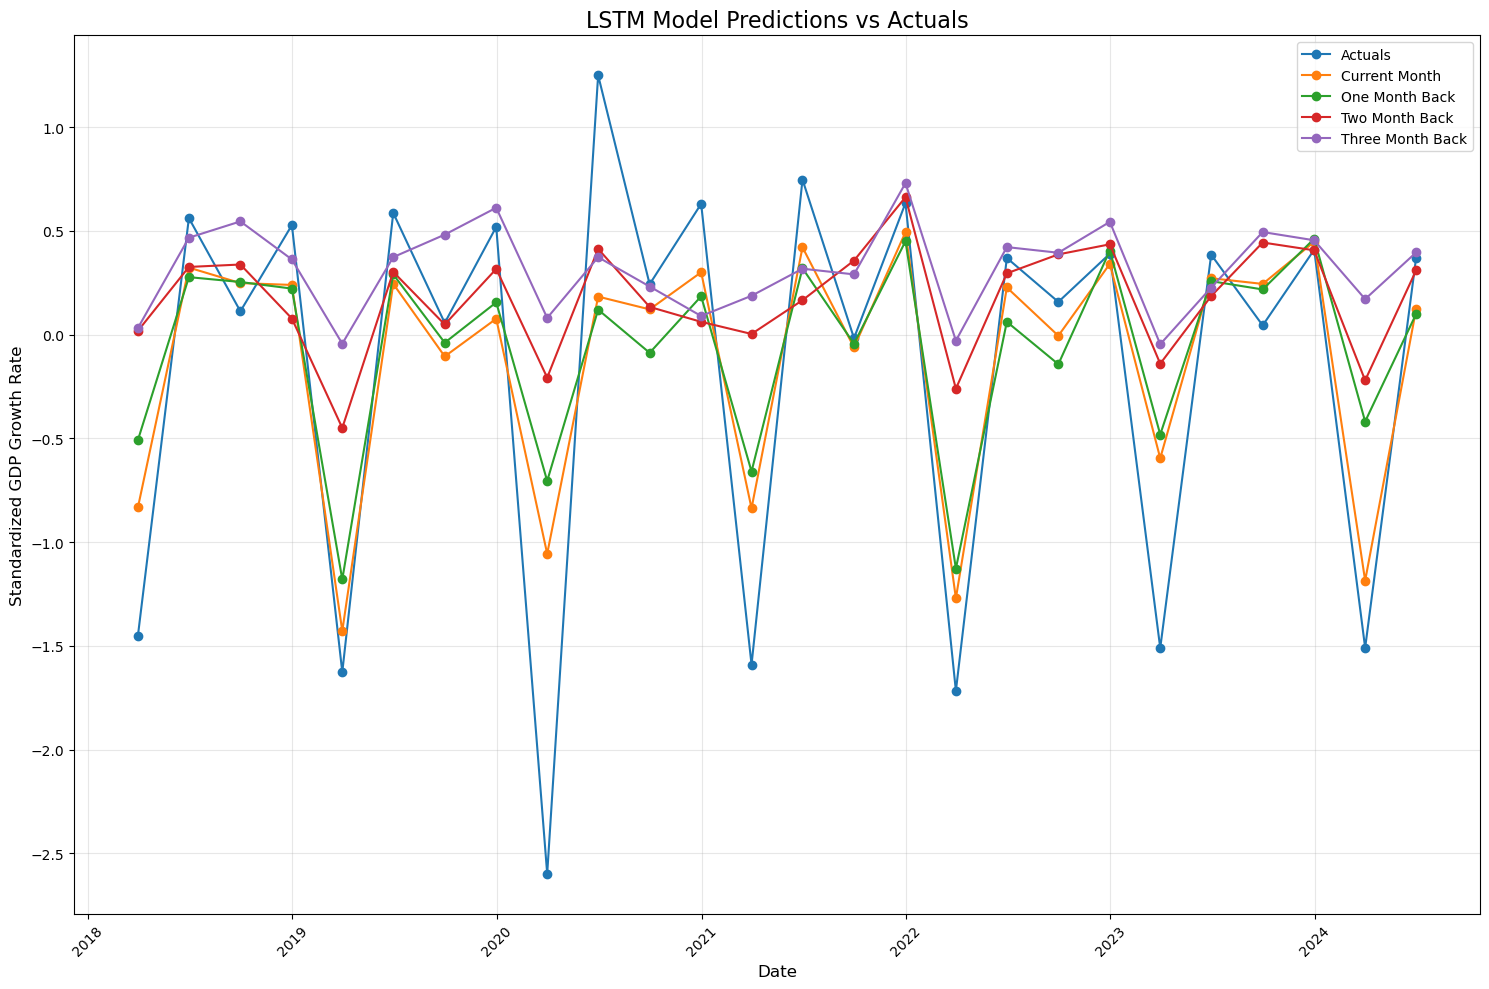 LSTM Model Predictions vs Actuals
Actuals
Current Month
One Month Back
Two Month Back
Three Month Back
Standardized GDP Growth Rate
1.0
0.5
0.0
−0.5
−1.0
−1.5
−2.0
−2.5
2018
2019
2020
2021
2022
2023
2024
Date